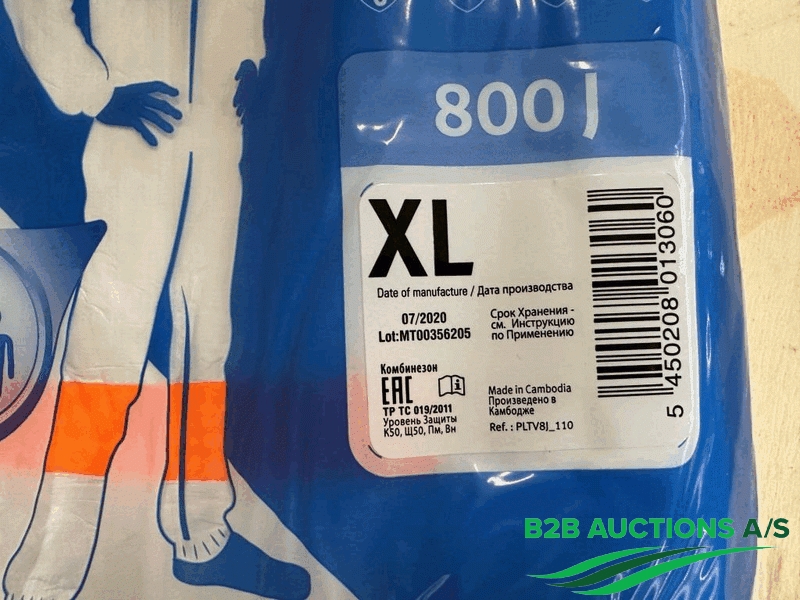 800 J
XL
Date of manufacture / Дата производства
07/2020
Lot:MT00356205
Срок Хранения -
см. Инструкцию
по Применению
Комбинезон
EAC
ТР ТС 019/2011
Уровень Защиты
К50, Щ50, Пм, Вн
Made in Cambodia
Произведено в
Камбодже
Ref. : PLTV8J_110
5 450208 013060
B2B AUCTIONS A/S